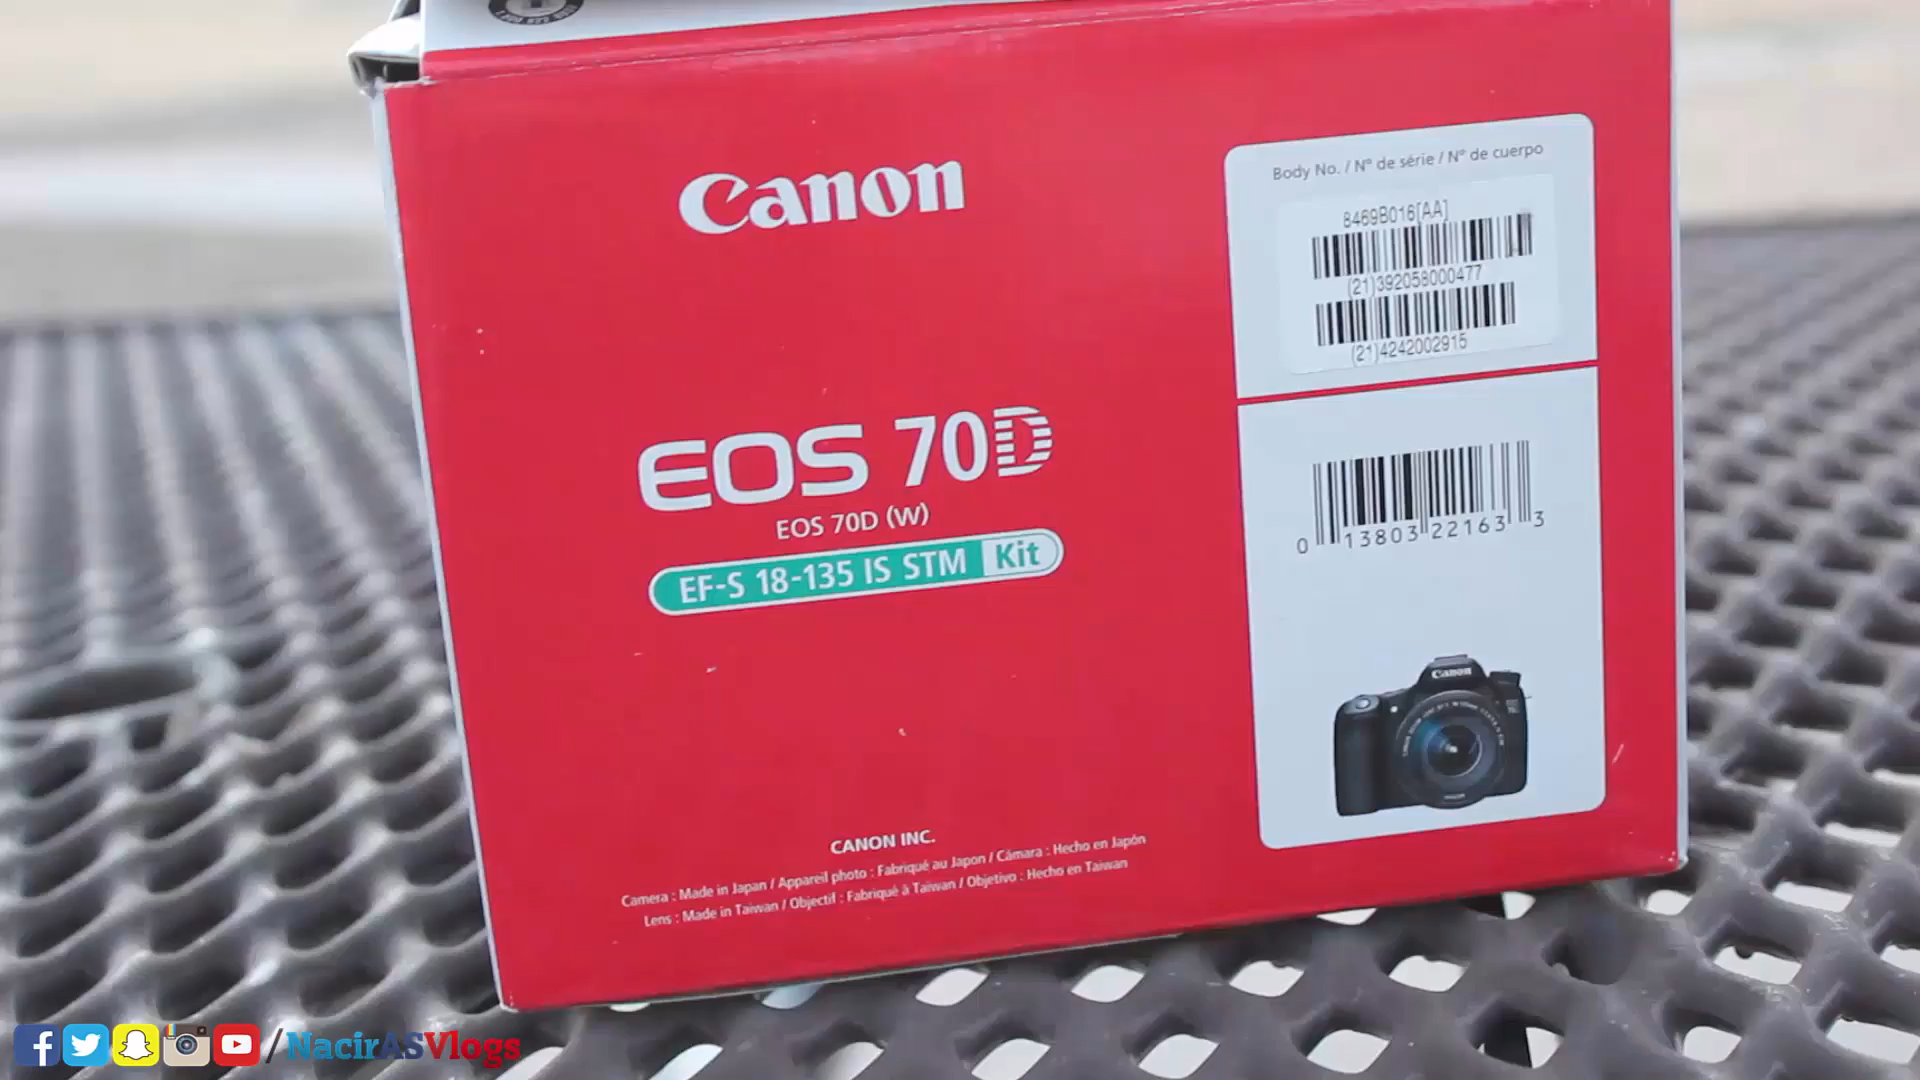 Canon
EOS 70D
EOS 70D (W)
EF-S 18-135 IS STM Kit
CANON INC.
Camera : Made in Japan / Appareil photo : Fabriqué au Japon / Cámara : Hecho en Japón
Lens : Made in Taiwan / Objectif : Fabriqué à Taiwan / Objetivo : Hecho en Taiwan
Body No. / Nº de série / Nº de cuerpo
8469B016[AA]
(21)392058000477
(21)4242002915
0 13803 22163 3
Canon
/NacirASVlogs